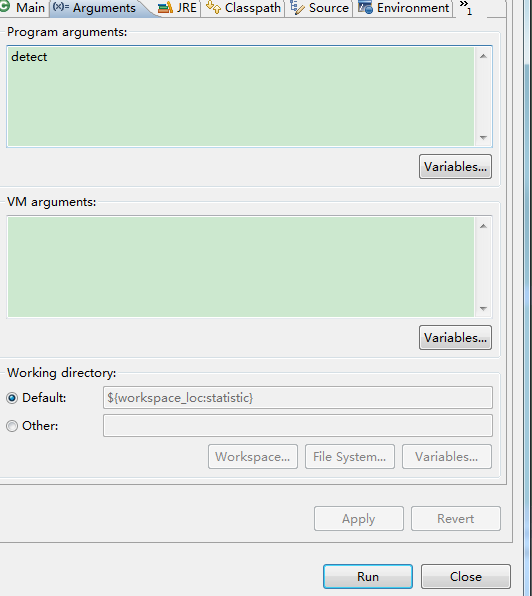 Main (x)= Arguments JRE Classpath Source Environment »1
Program arguments:
detect
Variables...
VM arguments:
Variables...
Working directory:
Default: ${workspace_loc:statistic}
Other:
Workspace... File System... Variables...
Apply Revert
Run Close